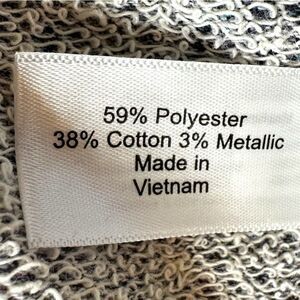 59% Polyester
38% Cotton 3% Metallic
Made in
Vietnam